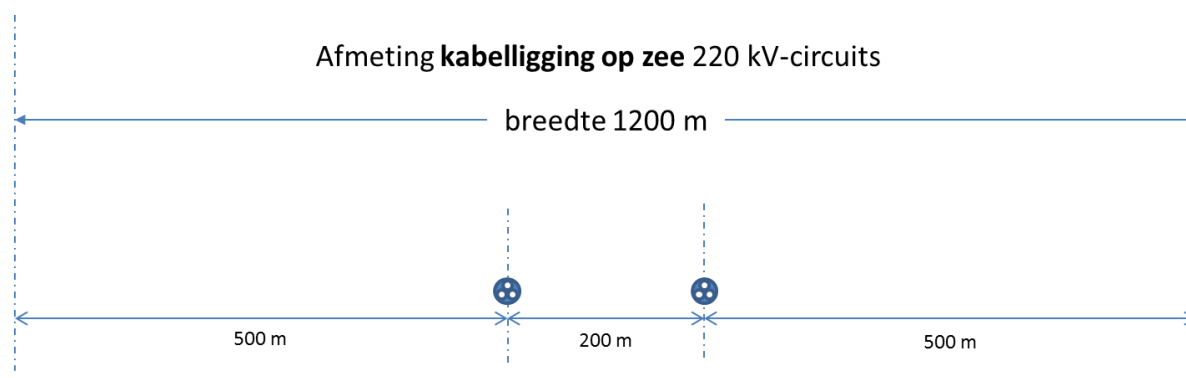 Afmeting kabelligging op zee 220 kV-circuits
breedte 1200 m
500 m
200 m
500 m